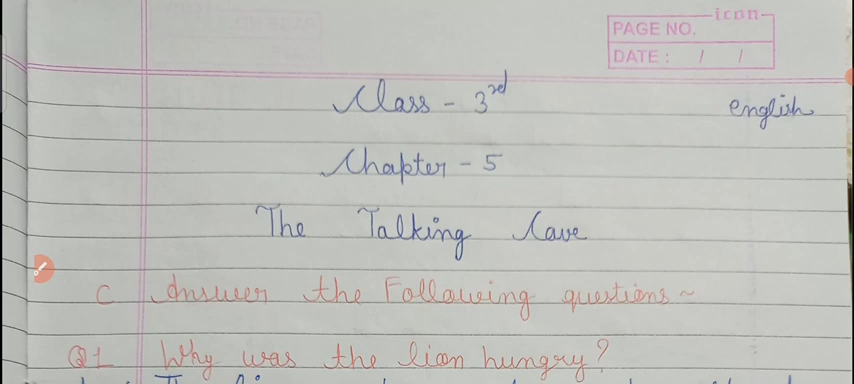 icon
PAGE NO.
DATE : / /
Class - 3rd
english
Chapter - 5
The Talking Cave
C Answer the Following questions ~
Q1 Why was the lion hungry?